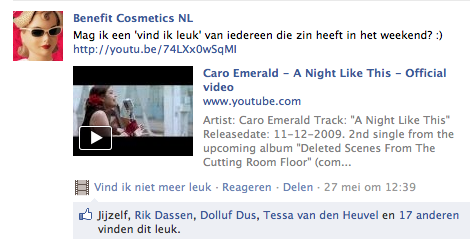 Benefit Cosmetics NL
Mag ik een 'vind ik leuk' van iedereen die zin heeft in het weekend? :)
http://youtu.be/74LXx0wSqMI
Caro Emerald - A Night Like This - Official
video
www.youtube.com
Artist: Caro Emerald Track: "A Night Like This"
Releasedate: 11-12-2009. 2nd single from the
upcoming album "Deleted Scenes From The
Cutting Room Floor" (com...
Vind ik niet meer leuk · Reageren · Delen · 27 mei om 12:39
Jijzelf, Rik Dassen, Dolluf Dus, Tessa van den Heuvel en 17 anderen
vinden dit leuk.